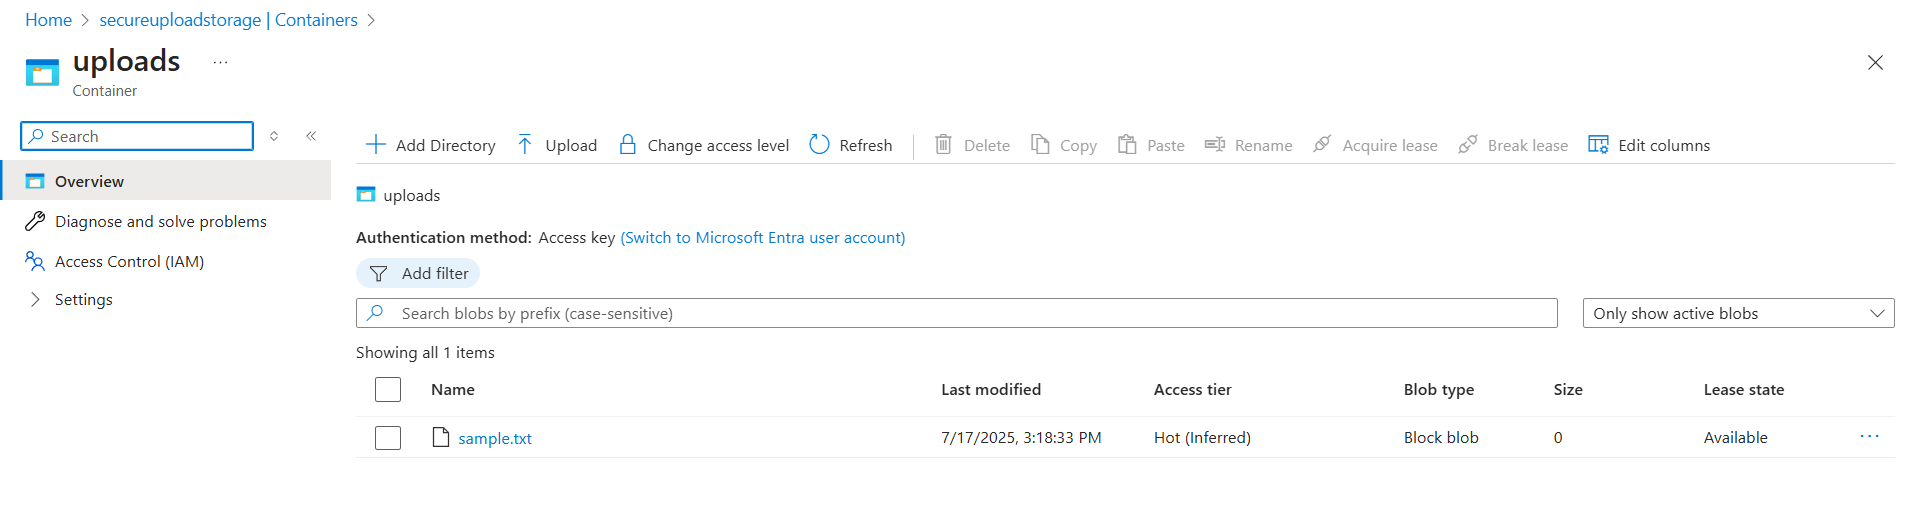 Home > secureuploadstorage | Containers >
uploads ...
Container
Search
Overview
Diagnose and solve problems
Access Control (IAM)
Settings
Add Directory Upload Change access level Refresh Delete Copy Paste Rename Acquire lease Break lease Edit columns
uploads
Authentication method: Access key (Switch to Microsoft Entra user account)
Add filter
Search blobs by prefix (case-sensitive) Only show active blobs
Showing all 1 items
Name Last modified Access tier Blob type Size Lease state
sample.txt 7/17/2025, 3:18:33 PM Hot (Inferred) Block blob 0 Available ...